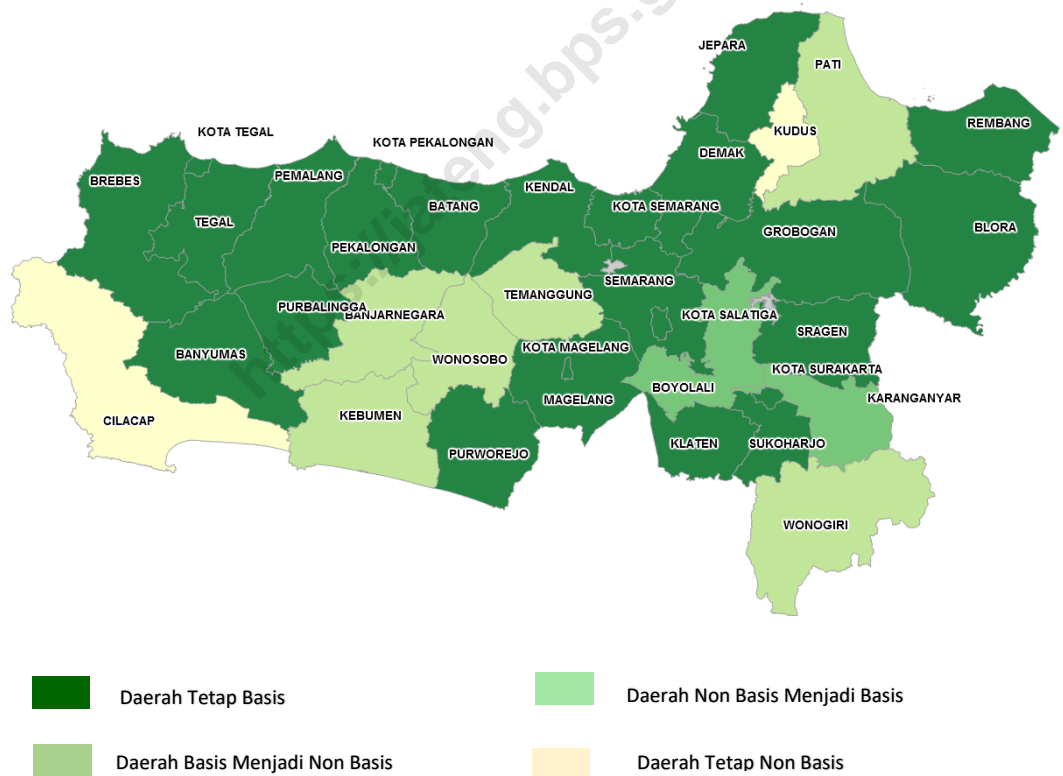 https://jateng.bps.g
JEPARA
PATI
KUDUS
REMBANG
KOTA TEGAL
KOTA PEKALONGAN
DEMAK
BREBES
PEMALANG
KENDAL
TEGAL
BATANG
KOTA SEMARANG
GROBOGAN
BLORA
PEKALONGAN
SEMARANG
TEMANGGUNG
PURBALINGGA
BANJARNEGARA
KOTA SALATIGA
SRAGEN
BANYUMAS
WONOSOBO
KOTA MAGELANG
KOTA SURAKARTA
BOYOLALI
KARANGANYAR
MAGELANG
KEBUMEN
CILACAP
PURWOREJO
KLATEN
SUKOHARJO
WONOGIRI
Daerah Tetap Basis
Daerah Non Basis Menjadi Basis
Daerah Basis Menjadi Non Basis
Daerah Tetap Non Basis